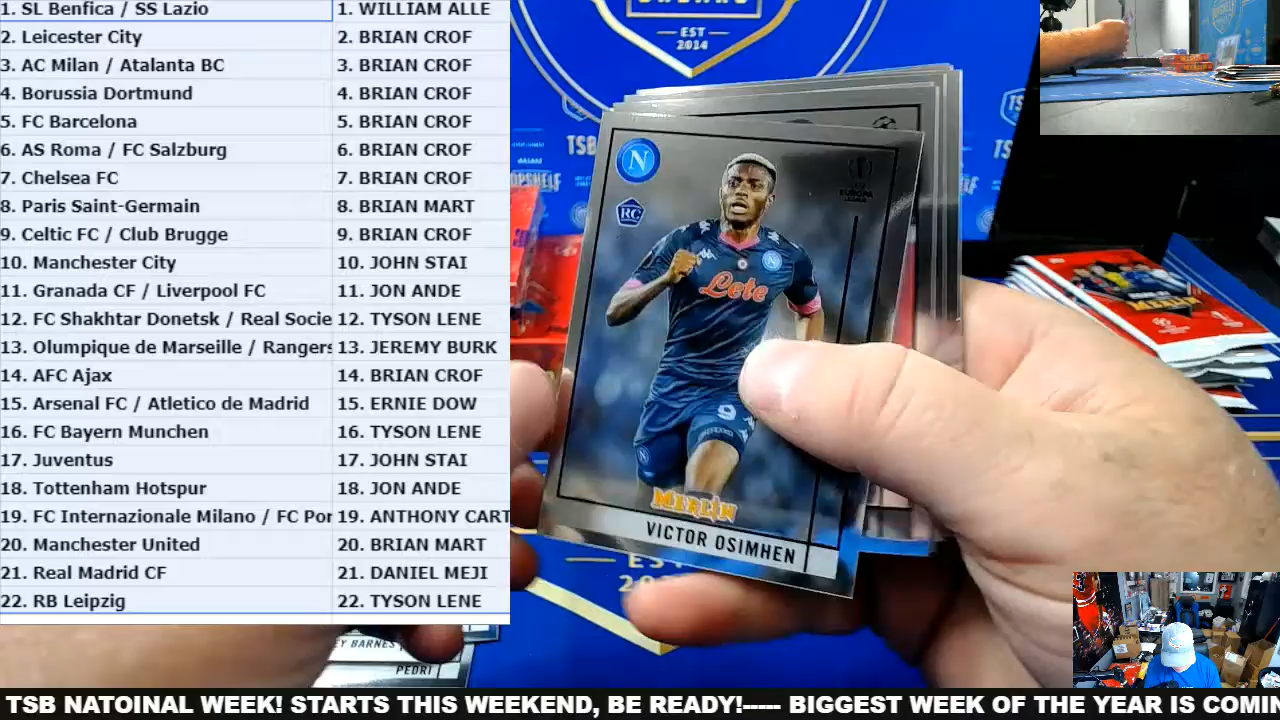 1. SL Benfica / SS Lazio 1. WILLIAM ALLE
2. Leicester City 2. BRIAN CROF
3. AC Milan / Atalanta BC 3. BRIAN CROF
4. Borussia Dortmund 4. BRIAN CROF
5. FC Barcelona 5. BRIAN CROF
6. AS Roma / FC Salzburg 6. BRIAN CROF
7. Chelsea FC 7. BRIAN CROF
8. Paris Saint-Germain 8. BRIAN MART
9. Celtic FC / Club Brugge 9. BRIAN CROF
10. Manchester City 10. JOHN STAI
11. Granada CF / Liverpool FC 11. JON ANDE
12. FC Shakhtar Donetsk / Real Socie 12. TYSON LENE
13. Olumpique de Marseille / Rangers 13. JEREMY BURK
14. AFC Ajax 14. BRIAN CROF
15. Arsenal FC / Atletico de Madrid 15. ERNIE DOW
16. FC Bayern Munchen 16. TYSON LENE
17. Juventus 17. JOHN STAI
18. Tottenham Hotspur 18. JON ANDE
19. FC Internazionale Milano / FC Por 19. ANTHONY CART
20. Manchester United 20. BRIAN MART
21. Real Madrid CF 21. DANIEL MEJI
22. RB Leipzig 22. TYSON LENE
EST
2014
TSB
N
RC
EUROPA
Lete
9
MERLIN
VICTOR OSIMHEN
MERLIN
EY BARNES
PEDRI
TSB NATOINAL WEEK! STARTS THIS WEEKEND, BE READY!----- BIGGEST WEEK OF THE YEAR IS COMIN